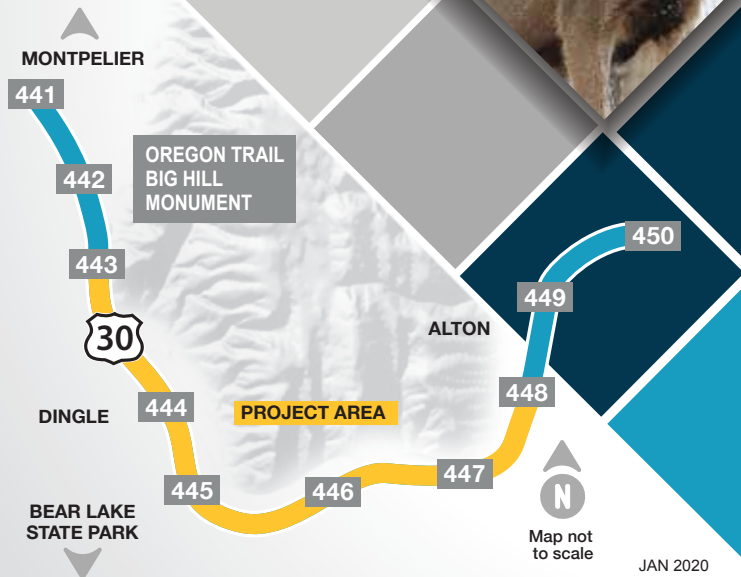 MONTPELIER
441
442
OREGON TRAIL
BIG HILL
MONUMENT
443
450
449
30
ALTON
448
DINGLE
444
PROJECT AREA
445
446
447
N
BEAR LAKE
STATE PARK
Map not
to scale
JAN 2020